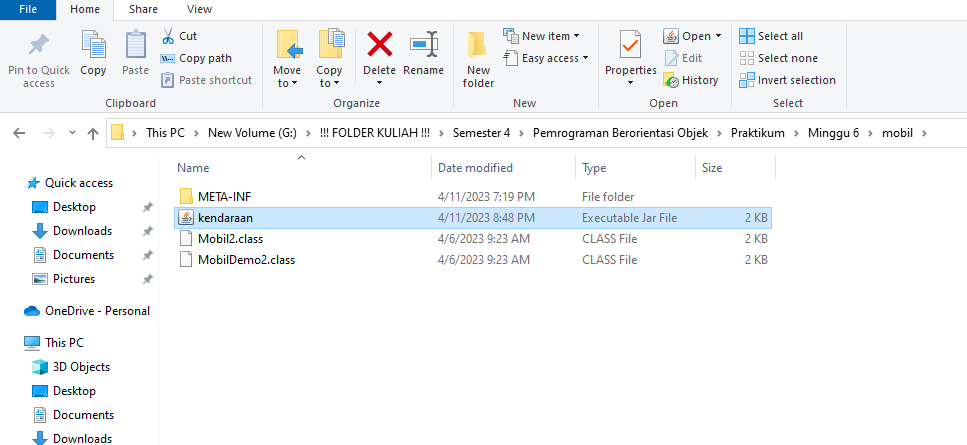 File Home Share View
Pin to Quick access
Copy
Paste
Cut
Copy path
Paste shortcut
Clipboard
Move to
Copy to
Delete
Rename
Organize
New folder
New item
Easy access
New
Properties
Open
Edit
History
Open
Select all
Select none
Invert selection
Select
This PC New Volume (G:) !!! FOLDER KULIAH !!! Semester 4 Pemrograman Berorientasi Objek Praktikum Minggu 6 mobil
Quick access
Desktop
Downloads
Documents
Pictures
OneDrive - Personal
This PC
3D Objects
Desktop
Documents
Downloads
Name Date modified Type Size
META-INF 4/11/2023 7:19 PM File folder
kendaraan 4/11/2023 8:48 PM Executable Jar File 2 KB
Mobil2.class 4/6/2023 9:23 AM CLASS File 2 KB
MobilDemo2.class 4/6/2023 9:23 AM CLASS File 2 KB